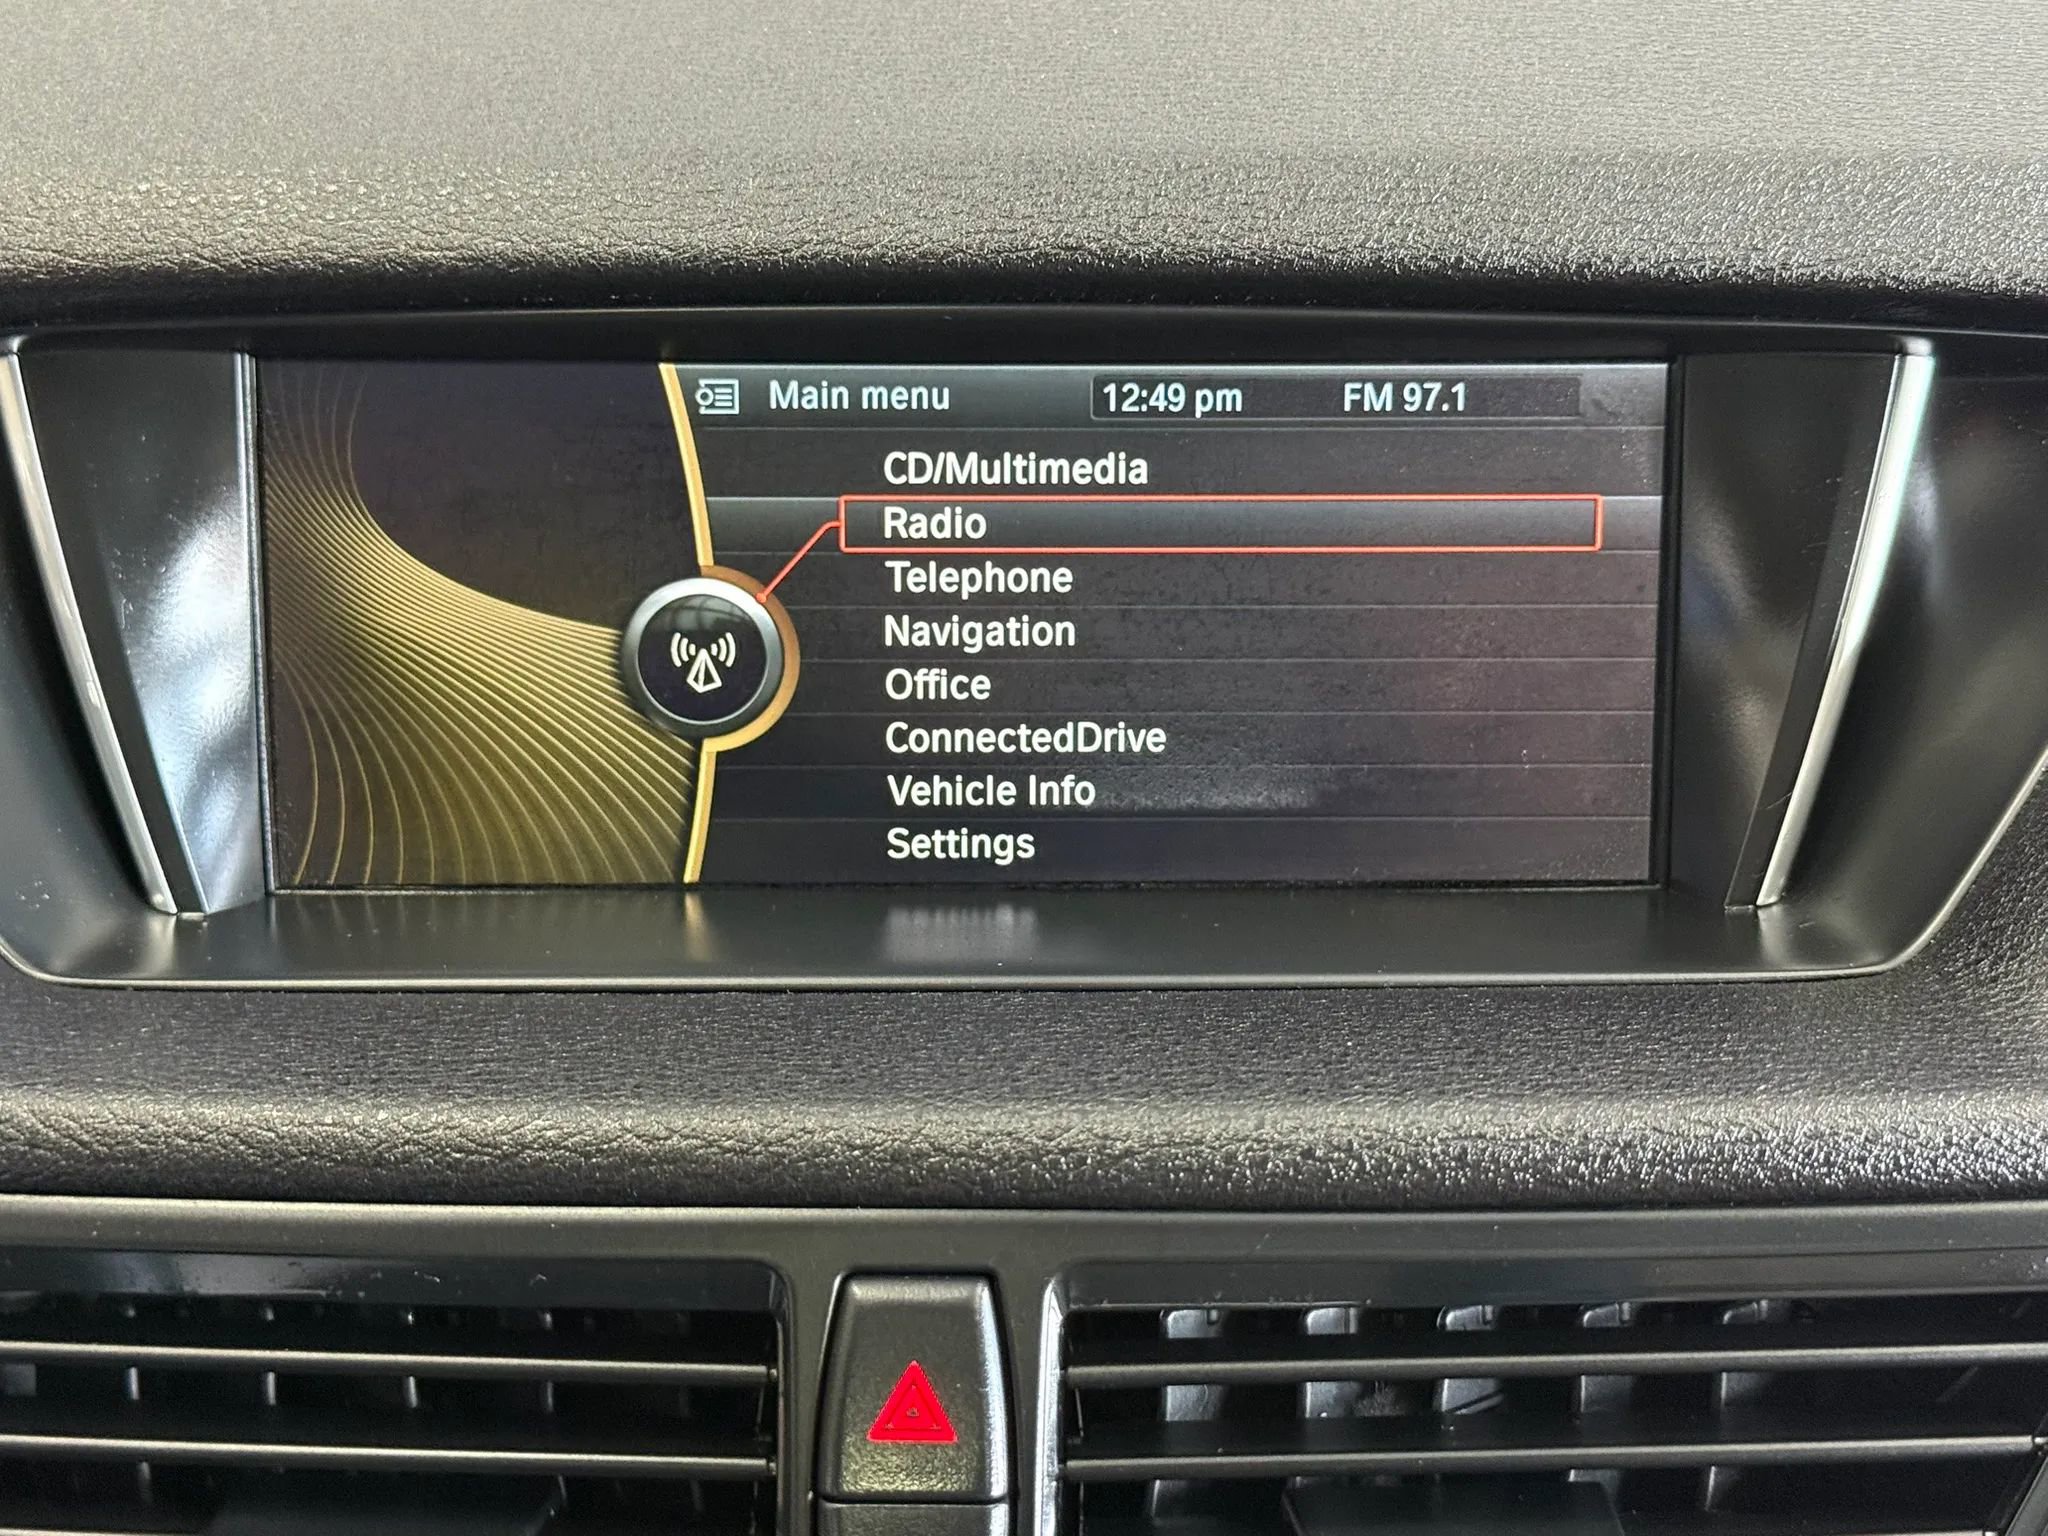 Main menu 12:49 pm FM 97.1
CD/Multimedia
Radio
Telephone
Navigation
Office
ConnectedDrive
Vehicle Info
Settings